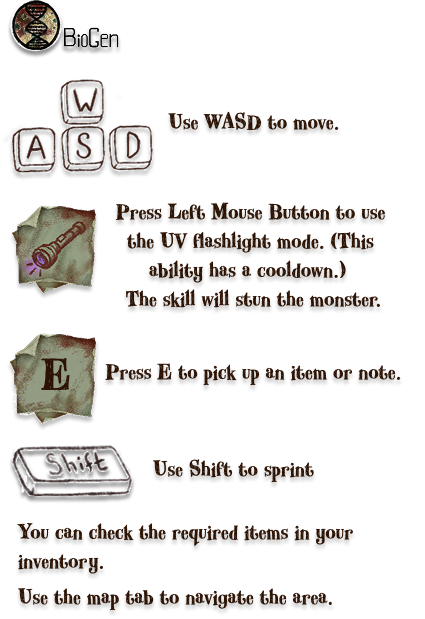 BioGen
W
A S D
Use WASD to move.
Press Left Mouse Button to use
the UV flashlight mode. (This
ability has a cooldown.)
The skill will stun the monster.
E
Press E to pick up an item or note.
Shift
Use Shift to sprint
You can check the required items in your
inventory.
Use the map tab to navigate the area.